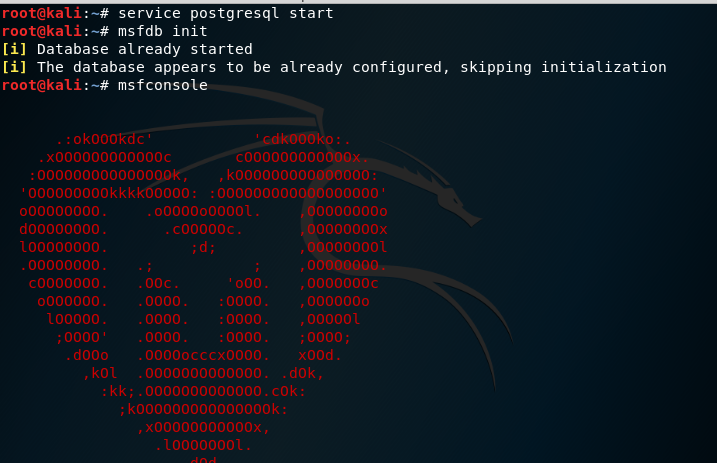 root@kali:~# service postgresql start
root@kali:~# msfdb init
[i] Database already started
[i] The database appears to be already configured, skipping initialization
root@kali:~# msfconsole
.:okOOOkdc'           'cdkOOOko:.
.xOOOOOOOOOOOOc       cOOOOOOOOOOOOx.
:OOOOOOOOOOOOOOOk,   ,kOOOOOOOOOOOOOOO:
'OOOOOOOOOkkkkOOOOO: :OOOOOOOOOOOOOOOOOO'
oOOOOOOOO.    .oOOOOoOOOOl.    ,OOOOOOOOo
dOOOOOOOO.      .cOOOOOc.      ,OOOOOOOOx
lOOOOOOOO.         ;d;         ,OOOOOOOOl
.OOOOOOOO.   .;           ;    ,OOOOOOOO.
cOOOOOOO.   .OOc.     'oOO.   ,OOOOOOOc
oOOOOOO.   .OOOO.   :OOOO.   ,OOOOOOo
lOOOOO.   .OOOO.   :OOOO.   ,OOOOOl
;OOOO'   .OOOO.   :OOOO.   ;OOOO;
.dOOo   .OOOOocccxOOOO.   xOOd.
,kOl  .OOOOOOOOOOOOO. .dOk,
:kk;.OOOOOOOOOOOOO.cOk:
;kOOOOOOOOOOOOOOOk:
,xOOOOOOOOOOOx,
.lOOOOOOOl.
,dOd,